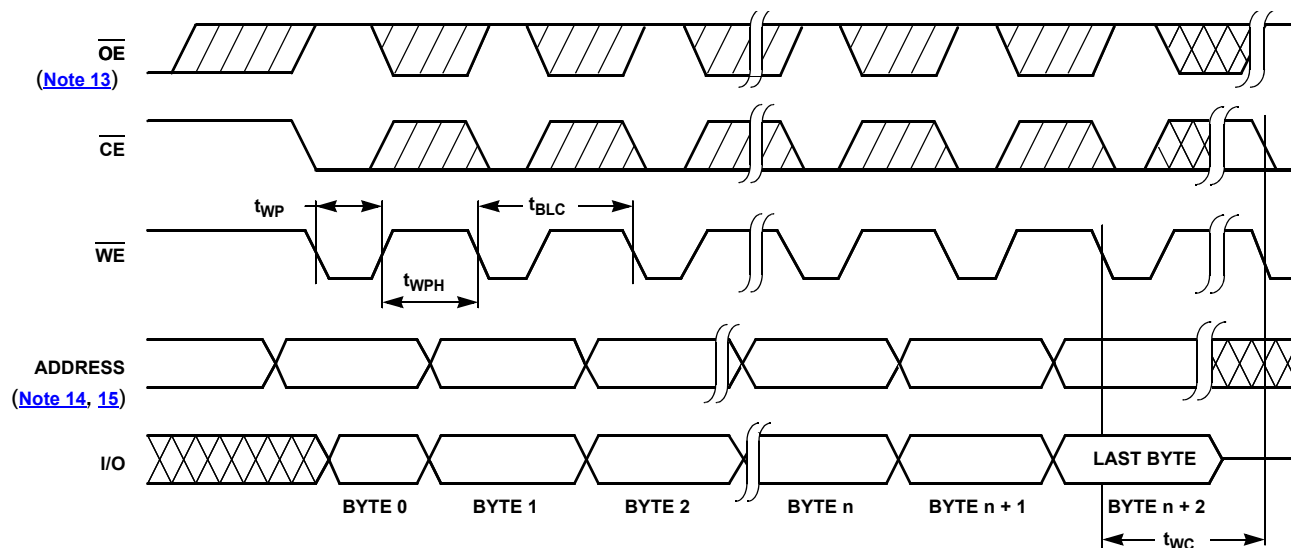 OE
(Note 13)
CE
tWP
tBLC
WE
tWPH
ADDRESS
(Note 14, 15)
I/O
LAST BYTE
BYTE 0
BYTE 1
BYTE 2
BYTE n
BYTE n + 1
BYTE n + 2
tWC